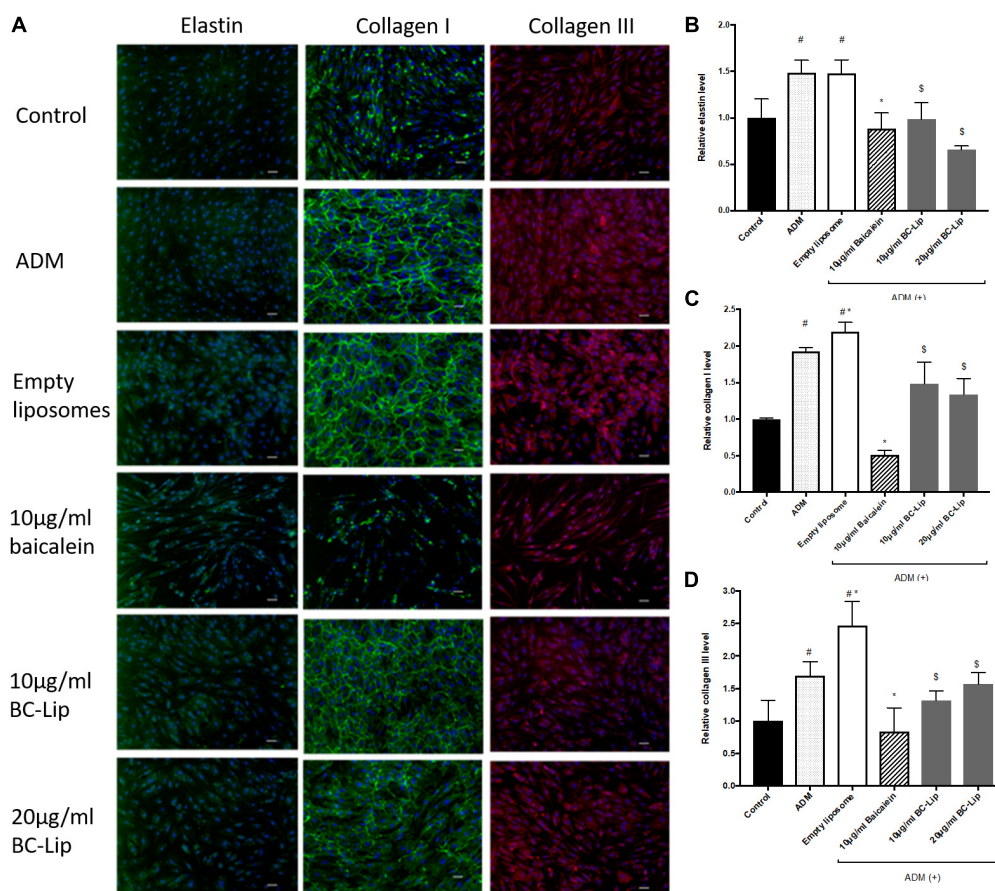 A
Elastin
Collagen I
Collagen III
Control
ADM
Empty
liposomes
10µg/ml
baicalein
10µg/ml
BC-Lip
20µg/ml
BC-Lip
B
Relative elastin level
2.0
1.5
1.0
0.5
0.0
# # * $ $
Control
ADM
Empty liposome
10µg/ml Baicalein
10µg/ml BC-Lip
20µg/ml BC-Lip
ADM (+)
C
Relative collagen I level
2.5
2.0
1.5
1.0
0.5
0.0
# # * * $ $
Control
ADM
Empty liposome
10µg/ml Baicalein
10µg/ml BC-Lip
20µg/ml BC-Lip
ADM (+)
D
Relative collagen III level
3.0
2.5
2.0
1.5
1.0
0.5
0.0
# # * * $ $
Control
ADM
Empty liposome
10µg/ml Baicalein
10µg/ml BC-Lip
20µg/ml BC-Lip
ADM (+)